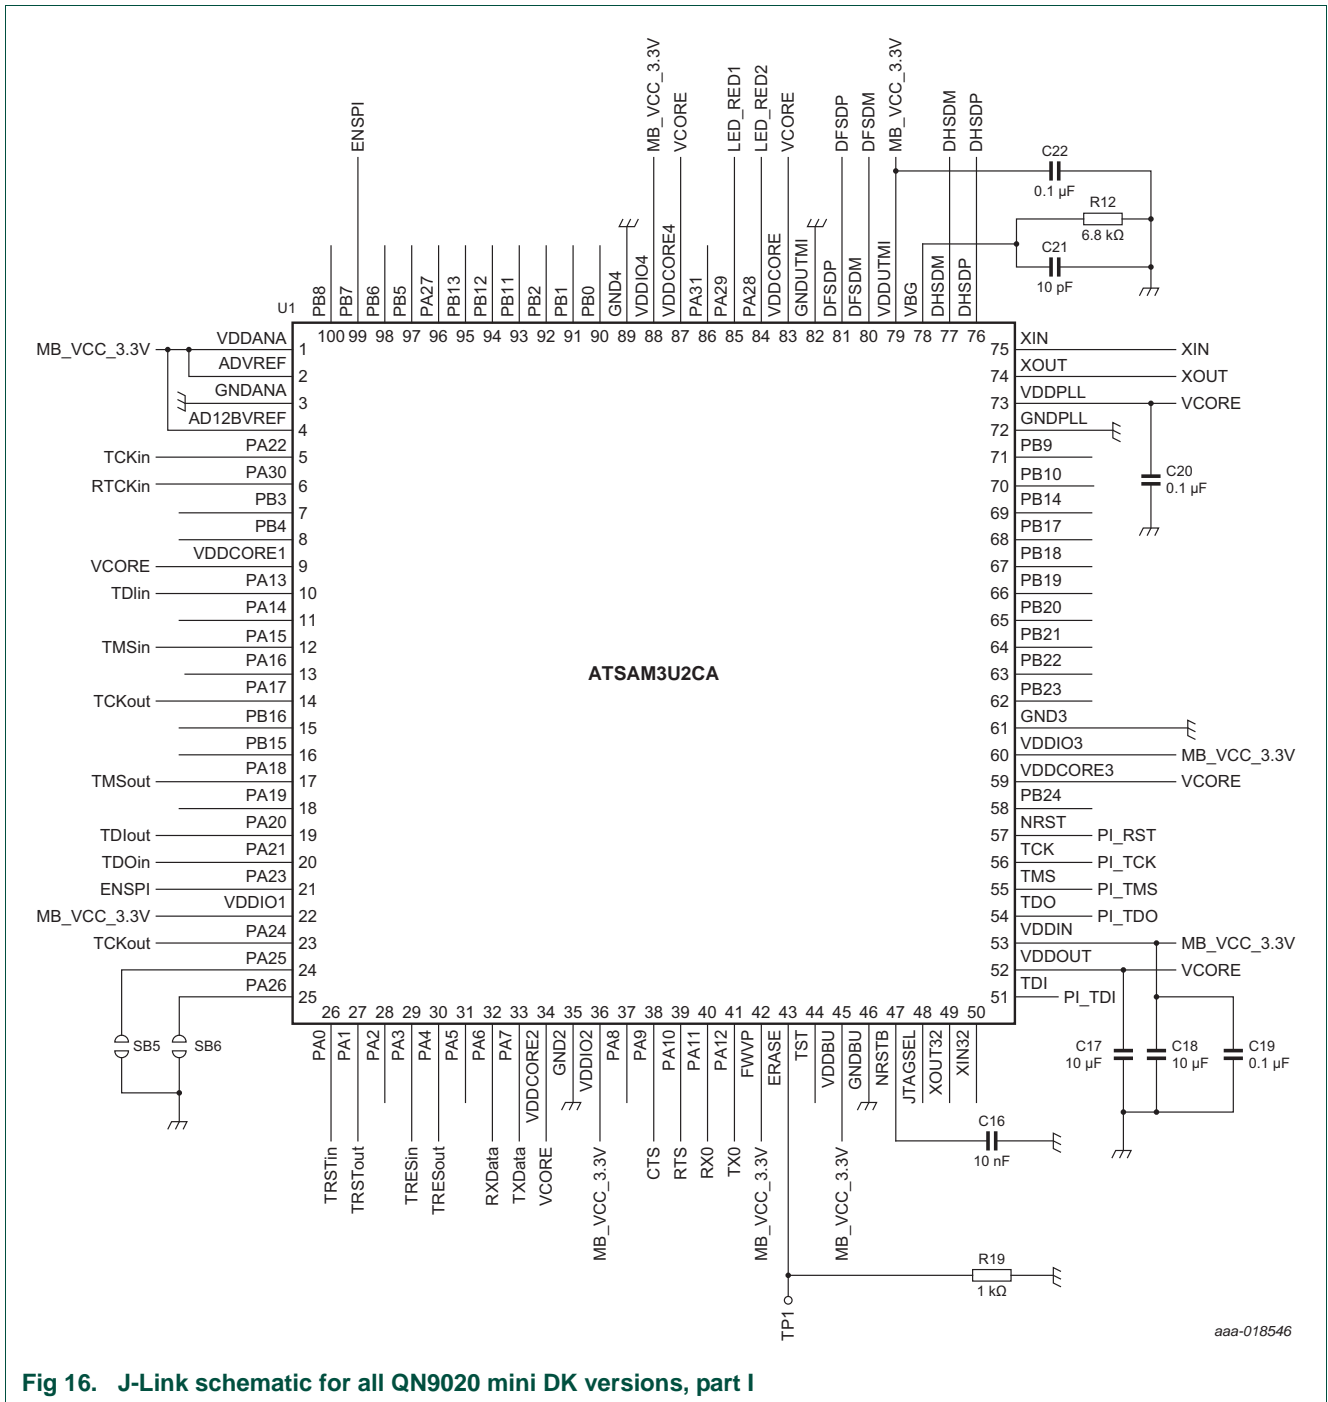 ENSPI
MB_VCC_3.3V
VCORE
LED_RED1
LED_RED2
VCORE
DFSDP
DFSDM
MB_VCC_3.3V
DHSDM
DHSDP
C22
0.1 µF
R12
6.8 kΩ
C21
10 pF
U1
PB8
PB7
PB6
PB5
PA27
PB13
PB12
PB11
PB2
PB1
PB0
GND4
VDDIO4
VDDCORE4
PA31
PA29
PA28
VDDCORE
GNDUTMI
DFSDP
DFSDM
VDDUTMI
VBG
DHSDM
DHSDP
100 99 98 97 96 95 94 93 92 91 90 89 88 87 86 85 84 83 82 81 80 79 78 77 76
MB_VCC_3.3V VDDANA 1
ADVREF 2
GNDANA 3
AD12BVREF 4
TCKin PA22 5
RTCKin PA30 6
PB3 7
PB4 8
VCORE VDDCORE1 9
TDIin PA13 10
PA14 11
TMSin PA15 12
PA16 13
TCKout PA17 14
PB16 15
PB15 16
TMSout PA18 17
PA19 18
TDIout PA20 19
TDOin PA21 20
ENSPI PA23 21
MB_VCC_3.3V VDDIO1 22
TCKout PA24 23
PA25 24
PA26 25
SB5 SB6
ATSAM3U2CA
75 XIN XIN
74 XOUT XOUT
73 VDDPLL VCORE
72 GNDPLL
71 PB9
70 PB10
69 PB14
68 PB17
67 PB18
66 PB19
65 PB20
64 PB21
63 PB22
62 PB23
61 GND3
60 VDDIO3 MB_VCC_3.3V
59 VDDCORE3 VCORE
58 PB24
57 NRST PI_RST
56 TCK PI_TCK
55 TMS PI_TMS
54 TDO PI_TDO
53 VDDIN MB_VCC_3.3V
52 VDDOUT VCORE
51 TDI PI_TDI
C20
0.1 µF
C17
10 µF
C18
10 µF
C19
0.1 µF
26 27 28 29 30 31 32 33 34 35 36 37 38 39 40 41 42 43 44 45 46 47 48 49 50
PA0
PA1
PA2
PA3
PA4
PA5
PA6
PA7
VDDCORE2
GND2
VDDIO2
PA8
PA9
PA10
PA11
PA12
FWVP
ERASE
TST
VDDBU
GNDBU
NRSTB
JTAGSEL
XOUT32
XIN32
TRSTin
TRSTout
TRESin
TRESout
RXData
TXData
VCORE
MB_VCC_3.3V
CTS
RTS
RX0
TX0
MB_VCC_3.3V
MB_VCC_3.3V
C16
10 nF
R19
1 kΩ
TP1
aaa-018546
Fig 16. J-Link schematic for all QN9020 mini DK versions, part I